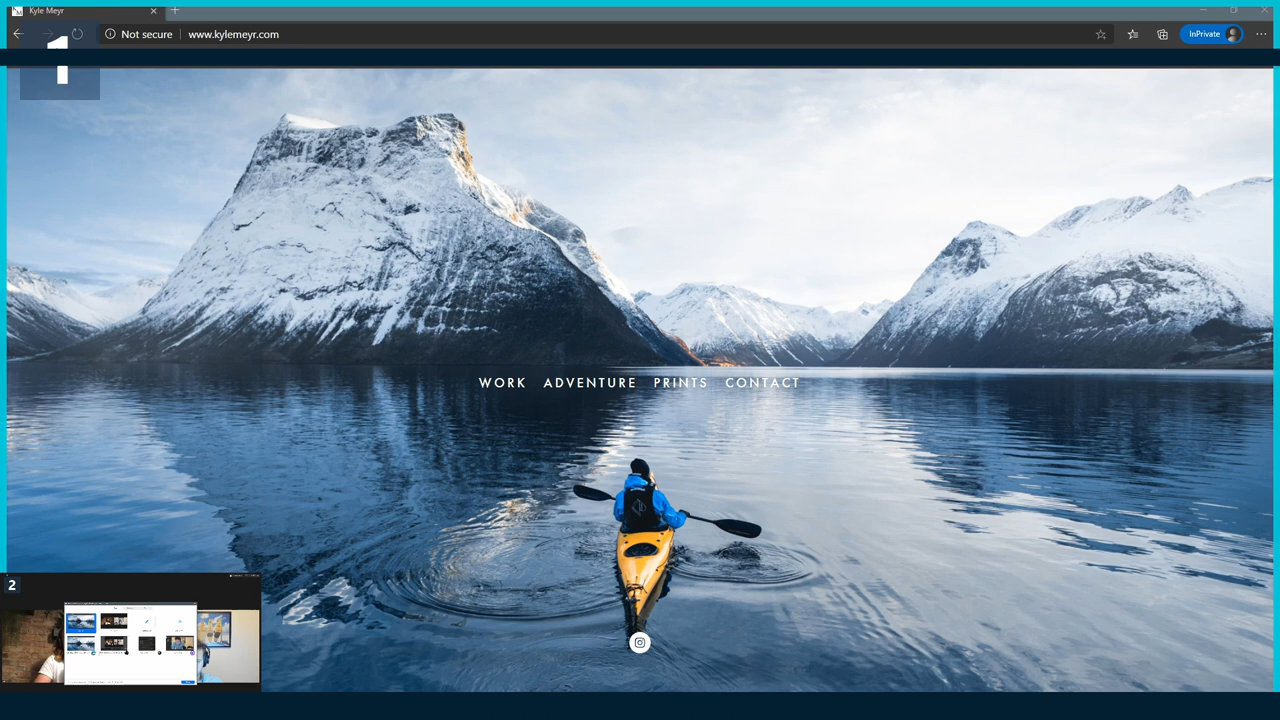 Kyle Meyr
1
Not secure
www.kylemeyr.com
InPrivate
WORK ADVENTURE PRINTS CONTACT
2